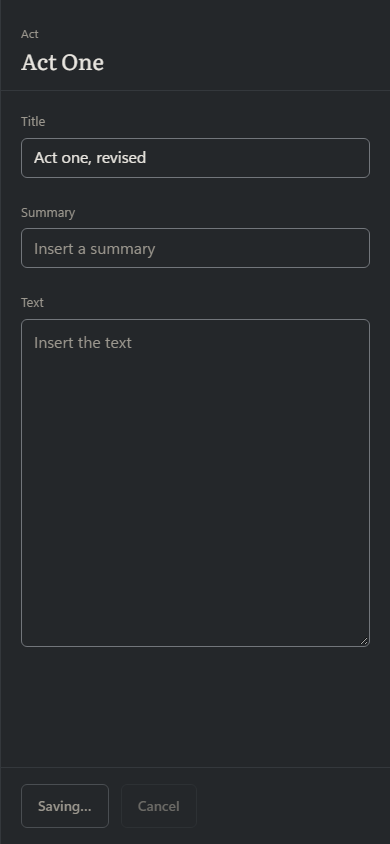 Act
Act One
Title
Act one, revised
Summary
Insert a summary
Text
Insert the text
Saving...
Cancel